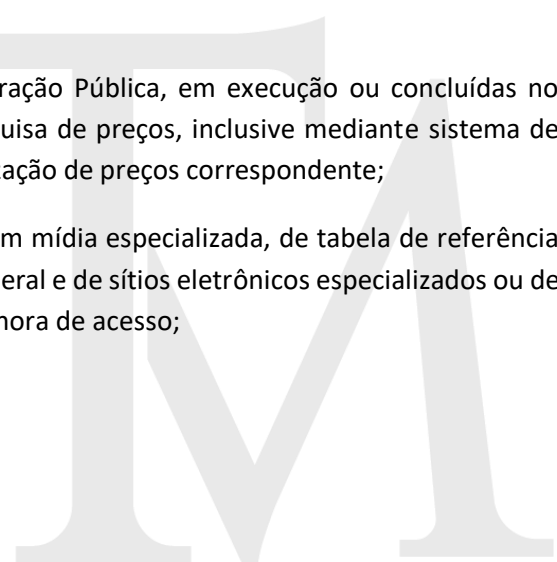 ração Pública, em execução ou concluídas no
uisa de preços, inclusive mediante sistema de
zação de preços correspondente;
m mídia especializada, de tabela de referência
eral e de sítios eletrônicos especializados ou de
hora de acesso;